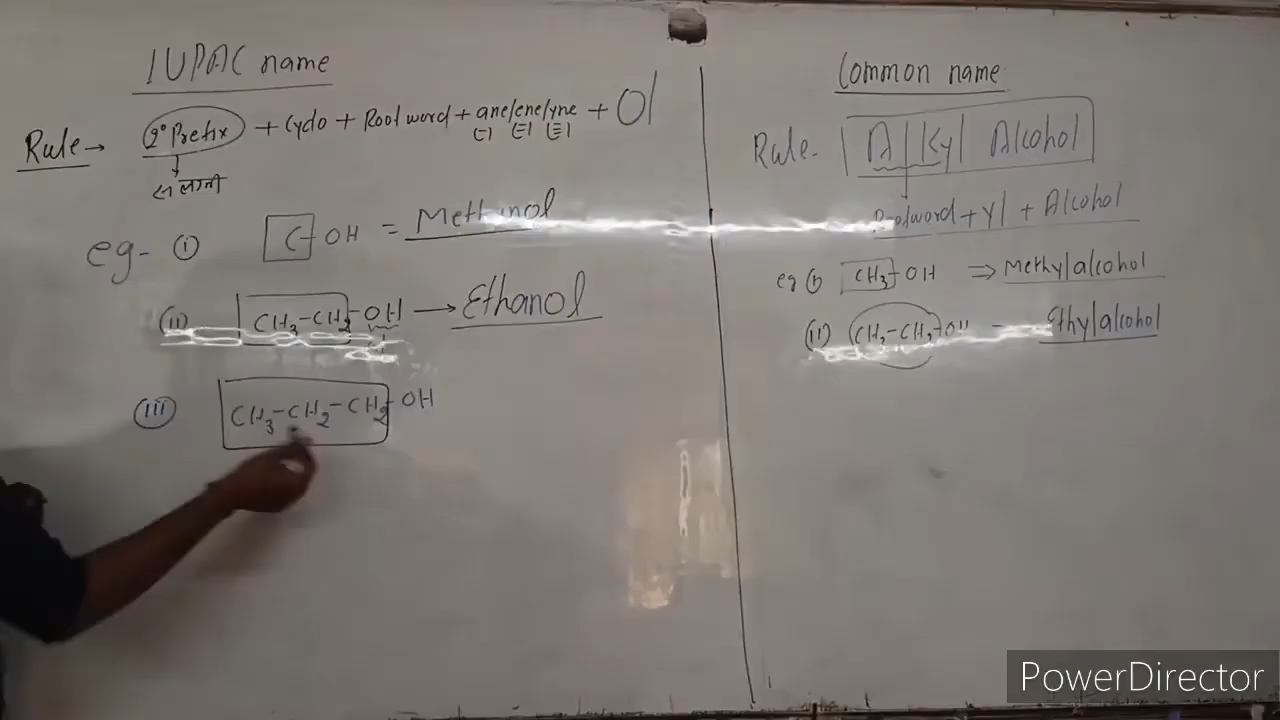 IUPAC name
Rule → 2° Prefix + Cyclo + Rootword + ane/ene/yne + Ol
(-) (=) (≡)
eg- (i) C-OH = Methanol
(ii) CH3-CH2-OH → Ethanol
(iii) CH3-CH2-CH2-OH
Common name
Rule- Alkyl Alcohol
Rootword + yl + Alcohol
eg (i) CH3-OH ⇒ Methylalcohol
(ii) CH3-CH2-OH — Ethylalcohol
PowerDirector